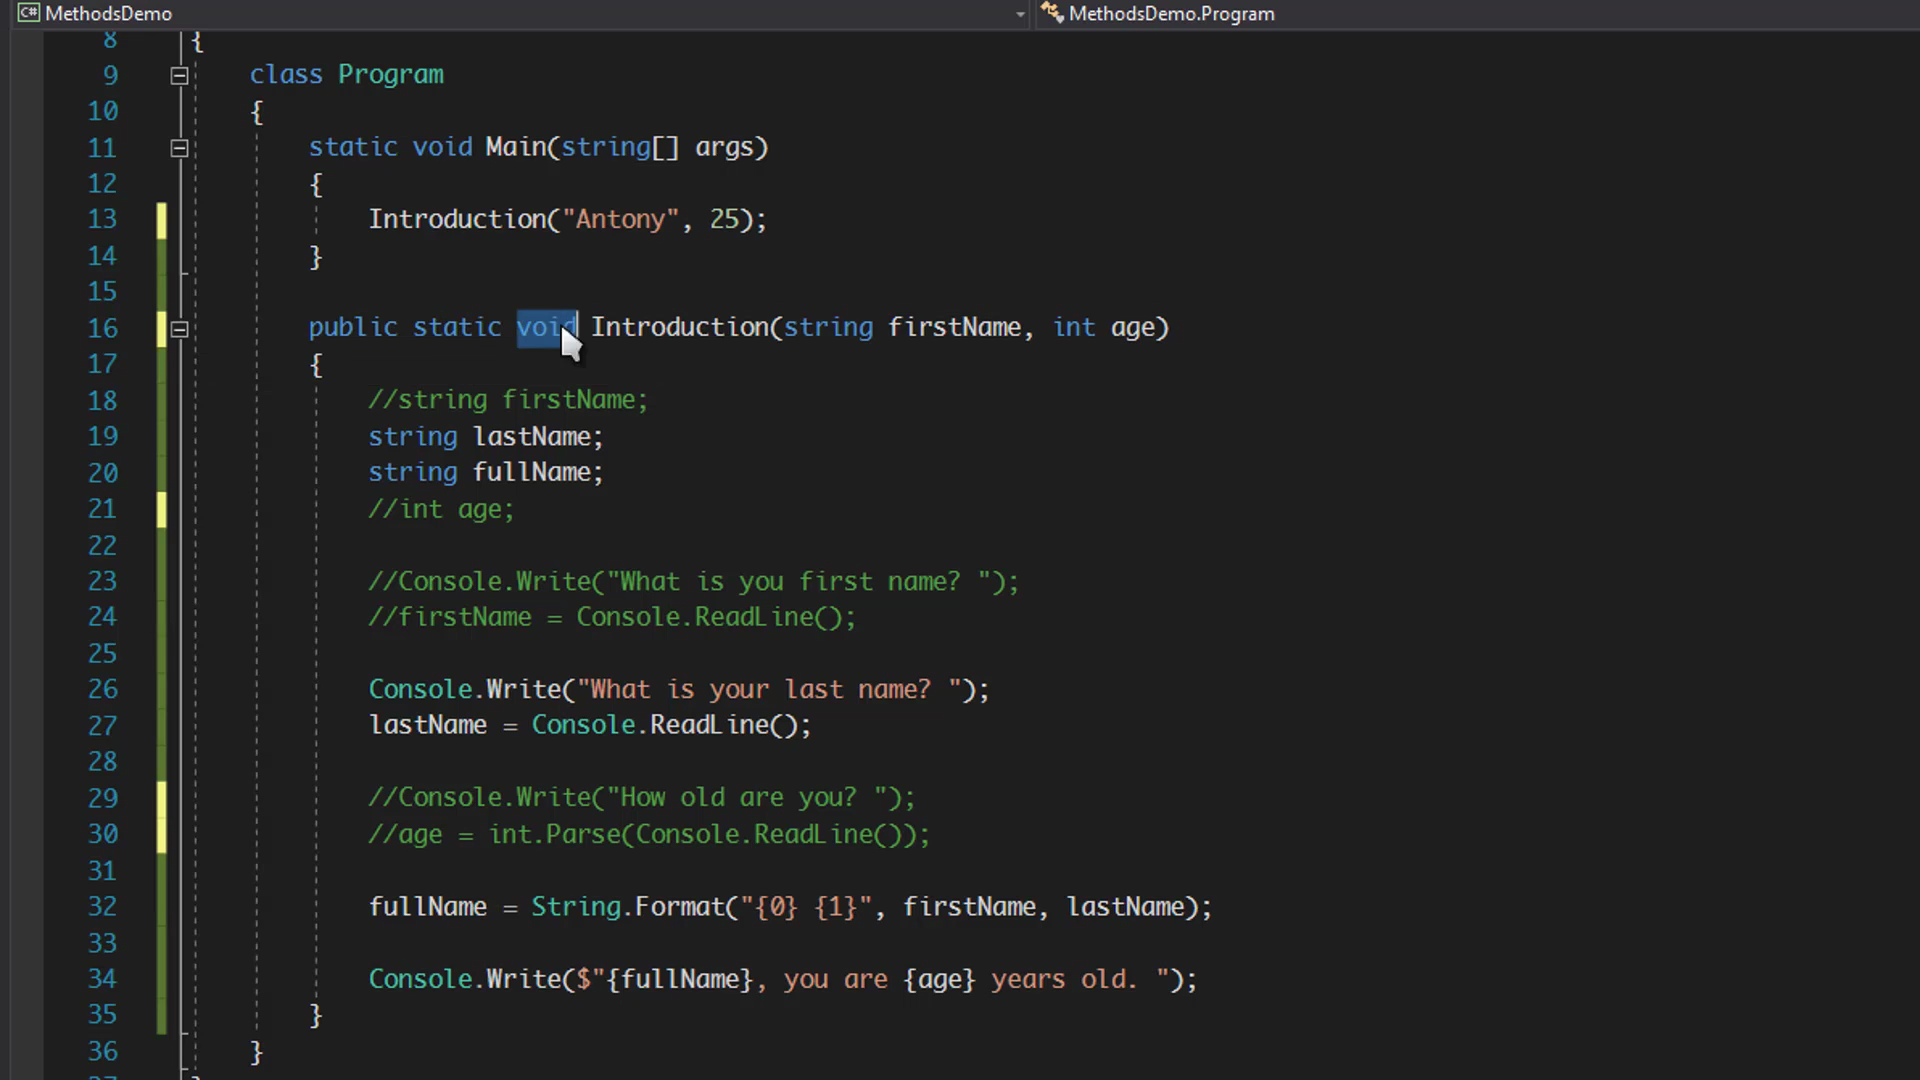 C# MethodsDemo MethodsDemo.Program
8 {
9 class Program
10 {
11 static void Main(string[] args)
12 {
13 Introduction("Antony", 25);
14 }
15
16 public static void Introduction(string firstName, int age)
17 {
18 //string firstName;
19 string lastName;
20 string fullName;
21 //int age;
22
23 //Console.Write("What is you first name? ");
24 //firstName = Console.ReadLine();
25
26 Console.Write("What is your last name? ");
27 lastName = Console.ReadLine();
28
29 //Console.Write("How old are you? ");
30 //age = int.Parse(Console.ReadLine());
31
32 fullName = String.Format("{0} {1}", firstName, lastName);
33
34 Console.Write($"{fullName}, you are {age} years old. ");
35 }
36 }